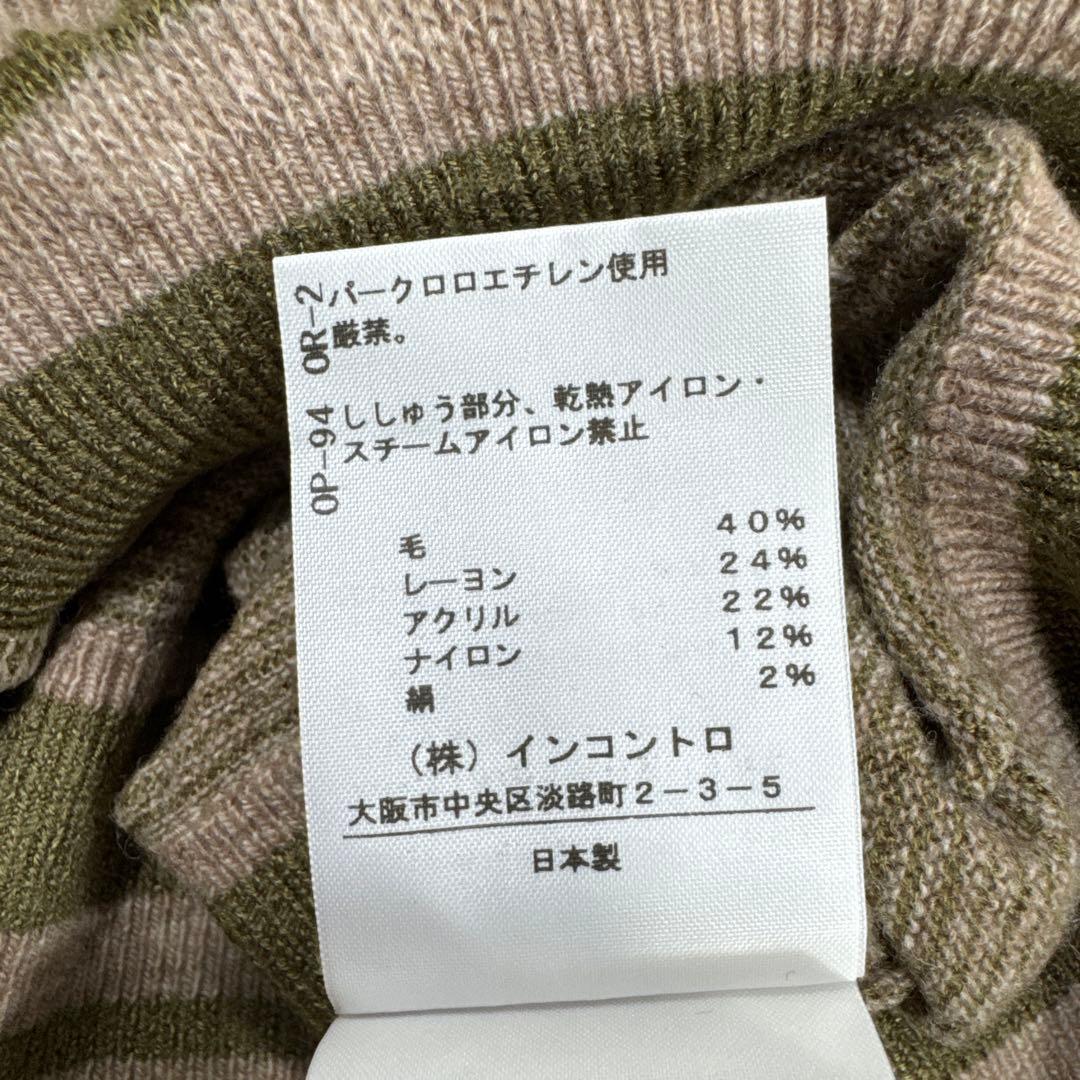 OR-2
パークロロエチレン使用
厳禁。
OP-94
ししゅう部分、乾熱アイロン・
スチームアイロン禁止
毛 40%
レーヨン 24%
アクリル 22%
ナイロン 12%
絹 2%
(株)インコントロ
大阪市中央区淡路町2-3-5
日本製